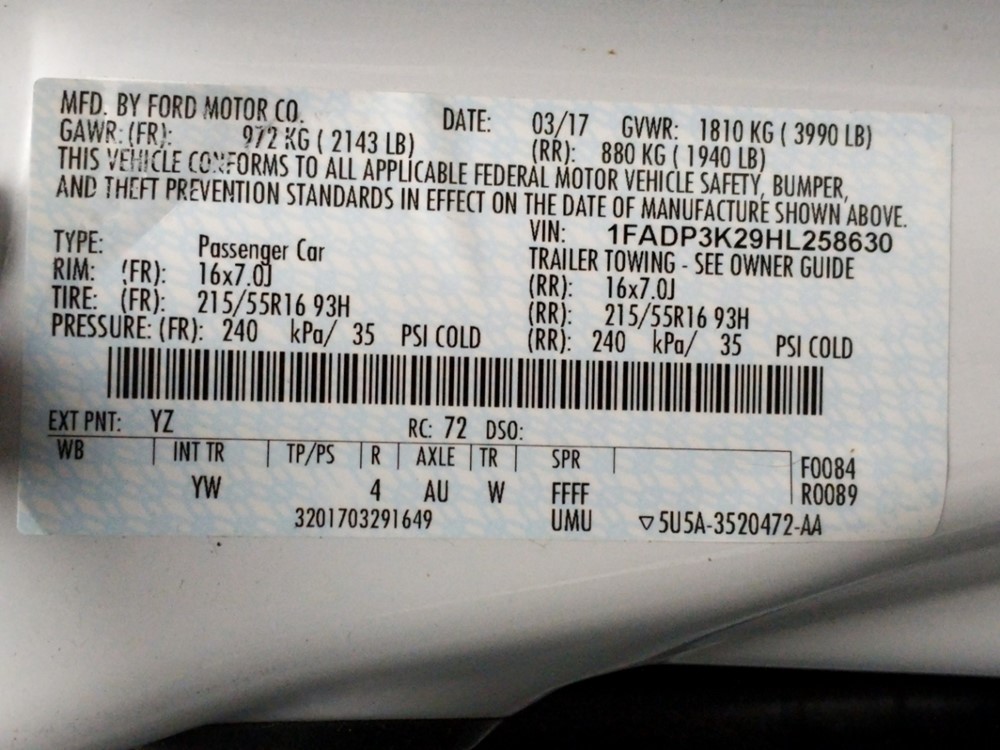 MFD. BY FORD MOTOR CO. DATE: 03/17 GVWR: 1810 KG ( 3990 LB)
GAWR: (FR): 972 KG ( 2143 LB) (RR): 880 KG ( 1940 LB)
THIS VEHICLE CONFORMS TO ALL APPLICABLE FEDERAL MOTOR VEHICLE SAFETY, BUMPER,
AND THEFT PREVENTION STANDARDS IN EFFECT ON THE DATE OF MANUFACTURE SHOWN ABOVE.
VIN: 1FADP3K29HL258630
TYPE: Passenger Car TRAILER TOWING - SEE OWNER GUIDE
RIM: (FR): 16x7.0J (RR): 16x7.0J
TIRE: (FR): 215/55R16 93H (RR): 215/55R16 93H
PRESSURE: (FR): 240 kPa/ 35 PSI COLD (RR): 240 kPa/ 35 PSI COLD
EXT PNT: YZ RC: 72 DSO:
WB INT TR TP/PS R AXLE TR SPR F0084
YW 4 AU W FFFF R0089
3201703291649 UMU ▽5U5A-3520472-AA